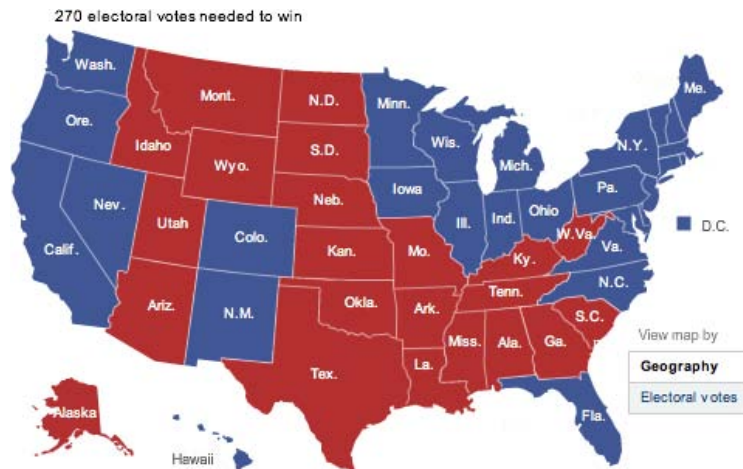 270 electoral votes needed to win
Wash.
Ore.
Calif.
Nev.
Idaho
Mont.
Wyo.
Utah
Ariz.
Colo.
N.M.
N.D.
S.D.
Neb.
Kan.
Okla.
Tex.
Minn.
Iowa
Mo.
Ark.
La.
Wis.
Ill.
Mich.
Ind.
Ohio
Ky.
Tenn.
Miss.
Ala.
Ga.
Fla.
S.C.
N.C.
Va.
W.Va.
Pa.
N.Y.
Me.
D.C.
Alaska
Hawaii
View map by
Geography
Electoral votes